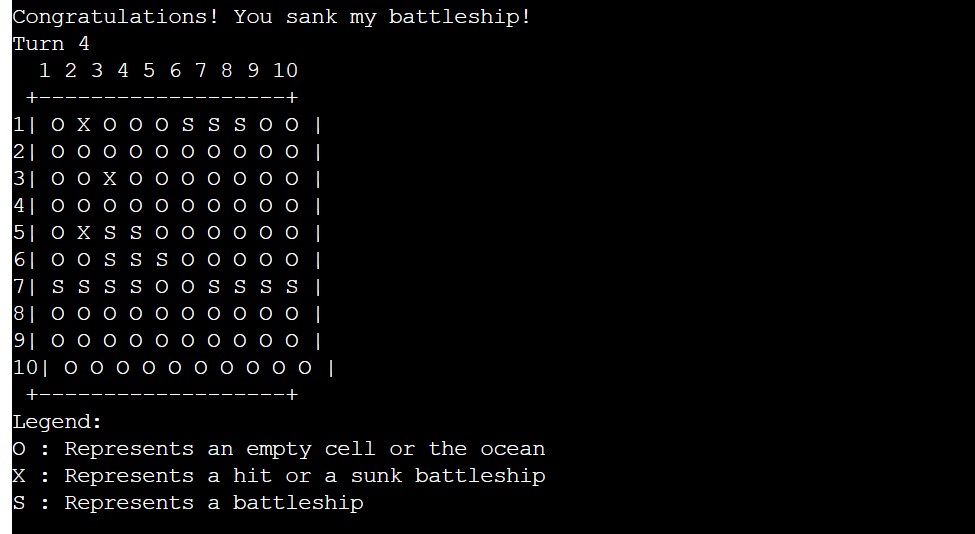 Congratulations! You sank my battleship!
Turn 4
  1 2 3 4 5 6 7 8 9 10
 +-------------------+
1| O X O O O S S S O O |
2| O O O O O O O O O O |
3| O O X O O O O O O O |
4| O O O O O O O O O O |
5| O X S S O O O O O O |
6| O O S S S O O O O O |
7| S S S S O O S S S S |
8| O O O O O O O O O O |
9| O O O O O O O O O O |
10| O O O O O O O O O O |
 +-------------------+
Legend:
O : Represents an empty cell or the ocean
X : Represents a hit or a sunk battleship
S : Represents a battleship